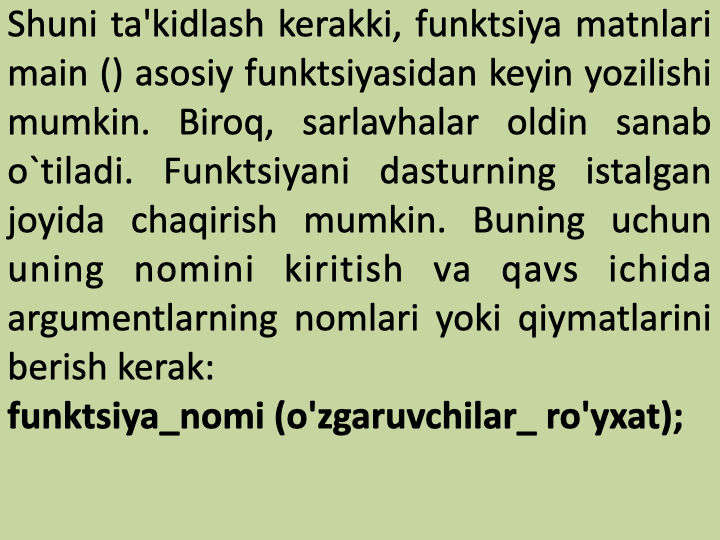 Shuni ta'kidlash kerakki, funktsiya matnlari
main () asosiy funktsiyasidan keyin yozilishi
mumkin. Biroq, sarlavhalar oldin sanab
o`tiladi. Funktsiyani dasturning istalgan
joyida chaqirish mumkin. Buning uchun
uning nomini kiritish va qavs ichida
argumentlarning nomlari yoki qiymatlarini
berish kerak:
funktsiya_nomi (o'zgaruvchilar_ ro'yxat);